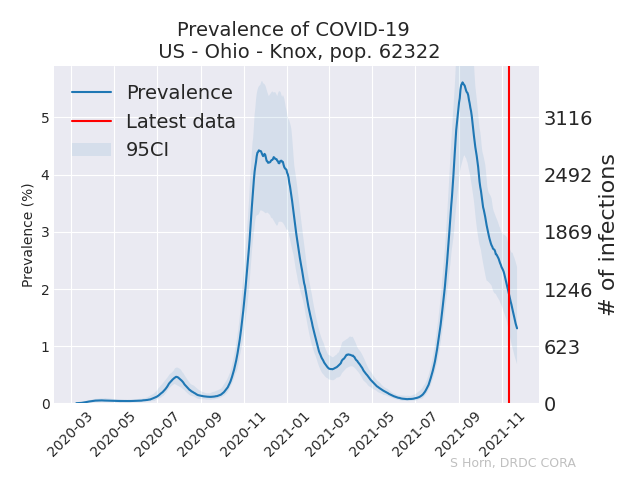 Prevalence of COVID-19
US - Ohio - Knox, pop. 62322
Prevalence
Latest data
95CI
Prevalence (%)
5
4
3
2
1
0
3116
2492
1869
1246
623
0
# of infections
2020-03
2020-05
2020-07
2020-09
2020-11
2021-01
2021-03
2021-05
2021-07
2021-09
2021-11
S Horn, DRDC CORA